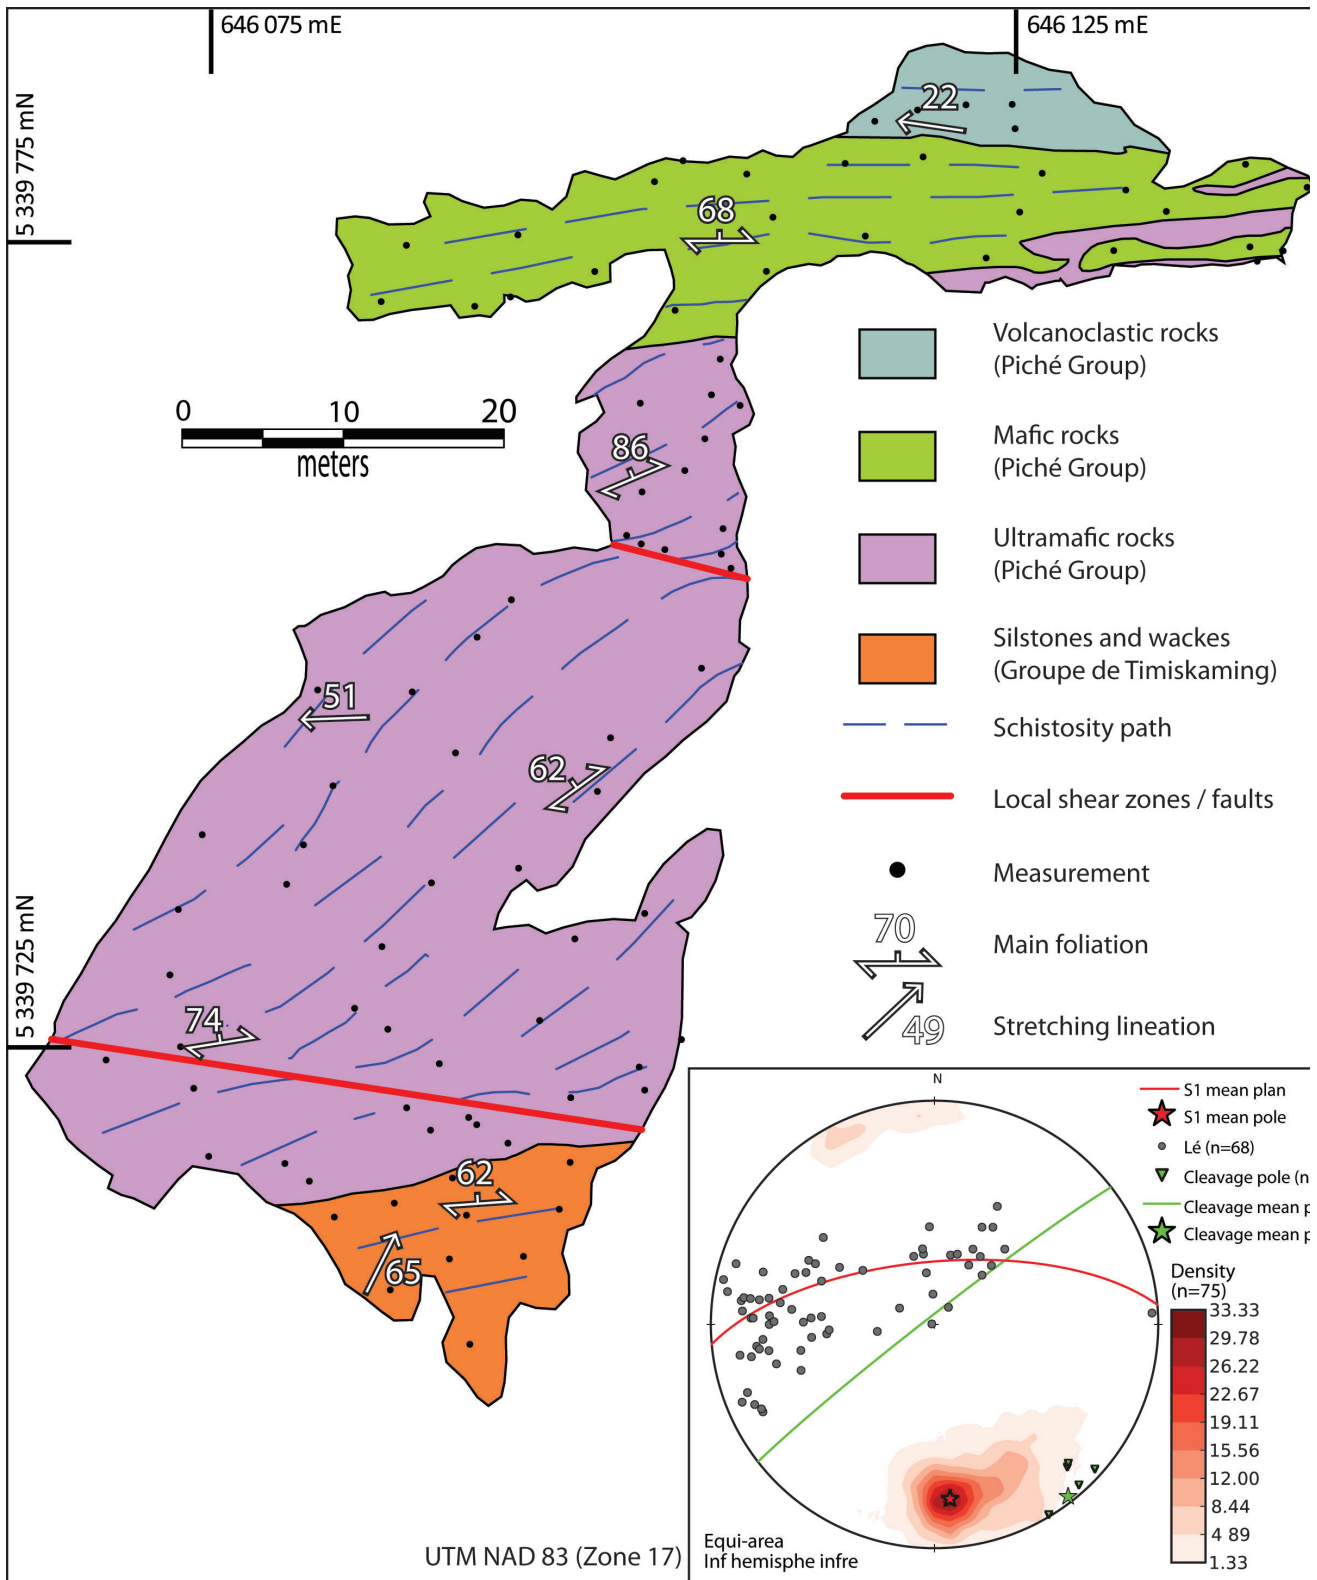 646 075 mE
646 125 mE
5 339 775 mN
22
68
0 10 20
meters
86
Volcanoclastic rocks
(Piché Group)
Mafic rocks
(Piché Group)
Ultramafic rocks
(Piché Group)
Silstones and wackes
(Groupe de Timiskaming)
Schistosity path
Local shear zones / faults
Measurement
70
Main foliation
49
Stretching lineation
51
62
5 339 725 mN
74
62
65
UTM NAD 83 (Zone 17)
N
S1 mean plan
S1 mean pole
Lé (n=68)
Cleavage pole (n
Cleavage mean p
Cleavage mean p
Density
(n=75)
33.33
29.78
26.22
22.67
19.11
15.56
12.00
8.44
4 89
1.33
Equi-area
Inf hemisphe infre